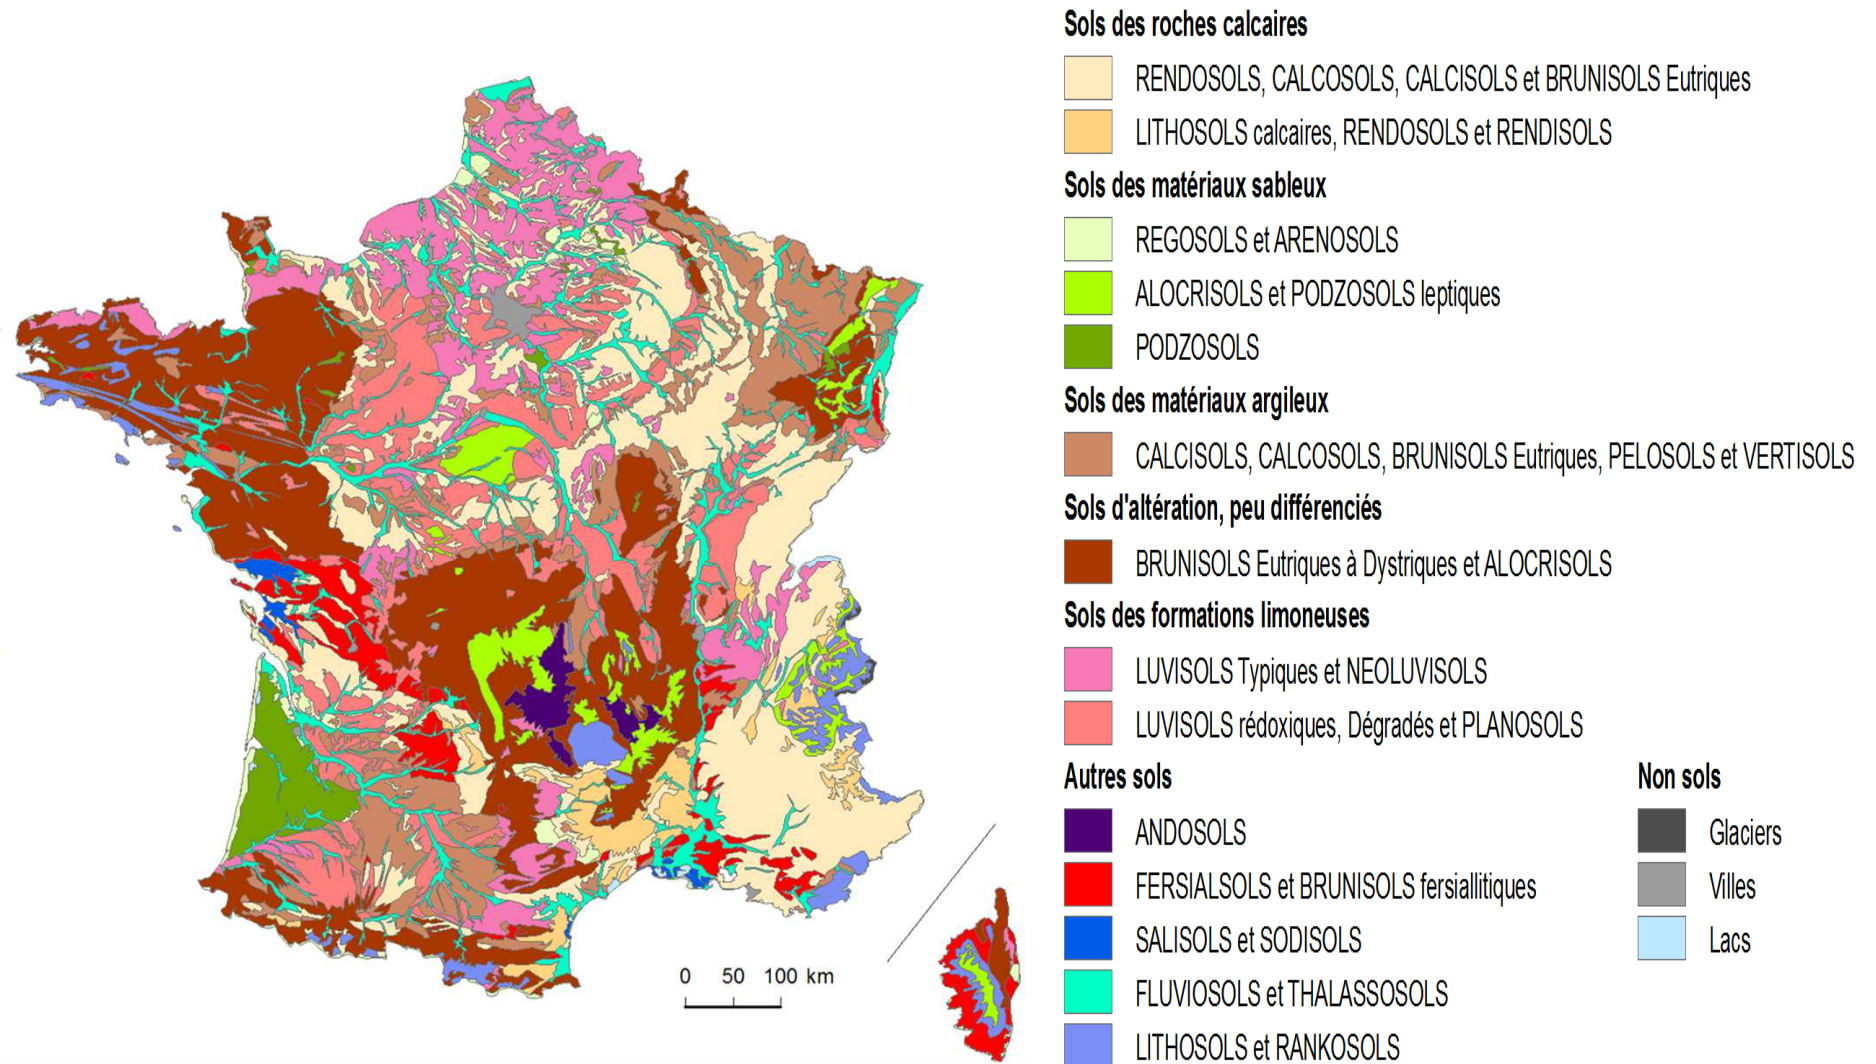 Sols des roches calcaires
RENDOSOLS, CALCOSOLS, CALCISOLS et BRUNISOLS Eutriques
LITHOSOLS calcaires, RENDOSOLS et RENDISOLS
Sols des matériaux sableux
REGOSOLS et ARENOSOLS
ALOCRISOLS et PODZOSOLS leptiques
PODZOSOLS
Sols des matériaux argileux
CALCISOLS, CALCOSOLS, BRUNISOLS Eutriques, PELOSOLS et VERTISOLS
Sols d'altération, peu différenciés
BRUNISOLS Eutriques à Dystriques et ALOCRISOLS
Sols des formations limoneuses
LUVISOLS Typiques et NEOLUVISOLS
LUVISOLS rédoxiques, Dégradés et PLANOSOLS
Autres sols
ANDOSOLS
FERSIALSOLS et BRUNISOLS fersiallitiques
SALISOLS et SODISOLS
FLUVIOSOLS et THALASSOSOLS
LITHOSOLS et RANKOSOLS
Non sols
Glaciers
Villes
Lacs
0 50 100 km